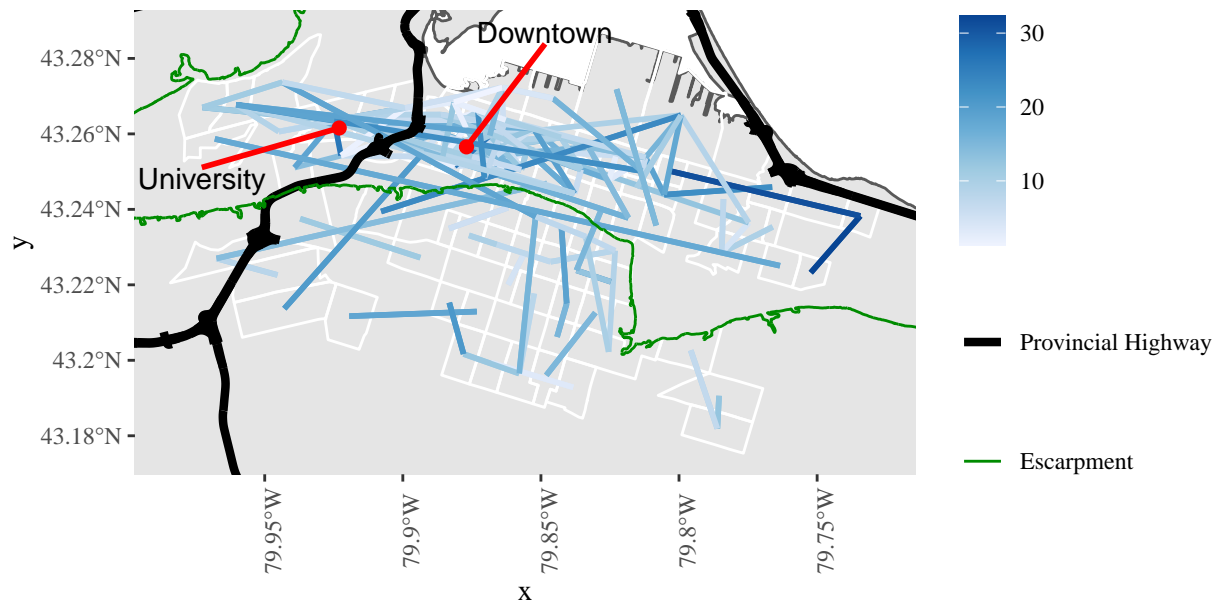 Downtown
University
43.28°N
43.26°N
43.24°N
43.22°N
43.2°N
43.18°N
y
79.95°W
79.9°W
79.85°W
79.8°W
79.75°W
x
30
20
10
Provincial Highway
Escarpment